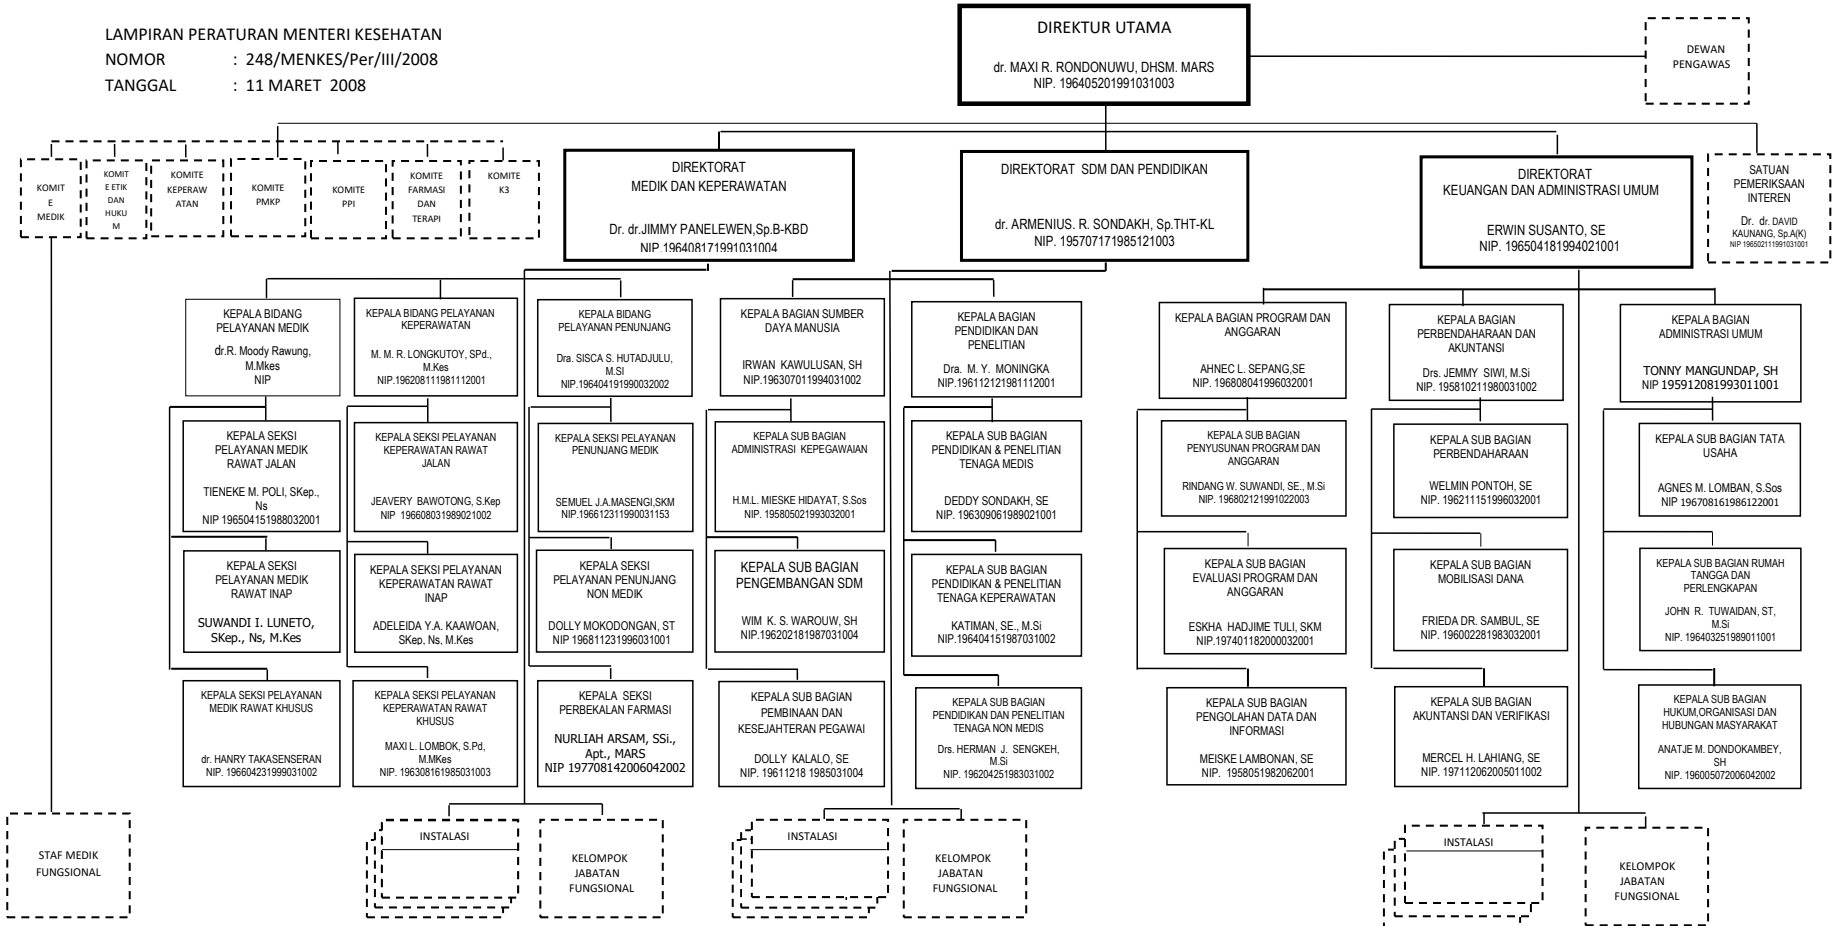 LAMPIRAN PERATURAN MENTERI KESEHATAN
NOMOR : 248/MENKES/Per/III/2008
TANGGAL : 11 MARET 2008
DIREKTUR UTAMA
dr. MAXI R. RONDONUWU, DHSM. MARS
NIP. 196405201991031003
DEWAN
PENGAWAS
KOMIT
E
MEDIK
KOMIT
E ETIK
DAN
HUKU
M
KOMITE
KEPERAW
ATAN
KOMITE
PMKP
KOMITE
PPI
KOMITE
FARMASI
DAN
TERAPI
KOMITE
K3
DIREKTORAT
MEDIK DAN KEPERAWATAN
Dr. dr.JIMMY PANELEWEN,Sp.B-KBD
NIP 196408171991031004
DIREKTORAT SDM DAN PENDIDIKAN
dr. ARMENIUS. R. SONDAKH, Sp.THT-KL
NIP. 195707171985121003
DIREKTORAT
KEUANGAN DAN ADMINISTRASI UMUM
ERWIN SUSANTO, SE
NIP. 196504181994021001
SATUAN
PEMERIKSAAN
INTEREN
Dr. dr. DAVID
KAUNANG, Sp.A(K)
NIP 196502111991031001
KEPALA BIDANG
PELAYANAN MEDIK
dr.R. Moody Rawung,
M.Mkes
NIP
KEPALA BIDANG PELAYANAN
KEPERAWATAN
M. M. R. LONGKUTOY, SPd.,
M.Kes
NIP.196208111981112001
KEPALA BIDANG
PELAYANAN PENUNJANG
Dra. SISCA S. HUTADJULU,
M.SI
NIP.196404191990032002
KEPALA BAGIAN SUMBER
DAYA MANUSIA
IRWAN KAWULUSAN, SH
NIP.196307011994031002
KEPALA BAGIAN
PENDIDIKAN DAN
PENELITIAN
Dra. M. Y. MONINGKA
NIP.196112121981112001
KEPALA BAGIAN PROGRAM DAN
ANGGARAN
AHNEC L. SEPANG,SE
NIP. 196808041996032001
KEPALA BAGIAN
PERBENDAHARAAN DAN
AKUNTANSI
Drs. JEMMY SIWI, M.Si
NIP. 195810211980031002
KEPALA BAGIAN
ADMINISTRASI UMUM
TONNY MANGUNDAP, SH
NIP 195912081993011001
KEPALA SEKSI
PELAYANAN MEDIK
RAWAT JALAN
TIENEKE M. POLI, SKep.,
Ns
NIP 196504151988032001
KEPALA SEKSI PELAYANAN
KEPERAWATAN RAWAT
JALAN
JEAVERY BAWOTONG, S.Kep
NIP 196608031989021002
KEPALA SEKSI PELAYANAN
PENUNJANG MEDIK
SEMUEL J.A.MASENGI,SKM
NIP.196612311990031153
KEPALA SUB BAGIAN
ADMINISTRASI KEPEGAWAIAN
H.M.L. MIESKE HIDAYAT, S.Sos
NIP. 195805021993032001
KEPALA SUB BAGIAN
PENDIDIKAN & PENELITIAN
TENAGA MEDIS
DEDDY SONDAKH, SE
NIP. 196309061989021001
KEPALA SUB BAGIAN
PENYUSUNAN PROGRAM DAN
ANGGARAN
RINDANG W. SUWANDI, SE., M.Si
NIP. 196802121991022003
KEPALA SUB BAGIAN
PERBENDAHARAAN
WELMIN PONTOH, SE
NIP. 196211151996032001
KEPALA SUB BAGIAN TATA
USAHA
AGNES M. LOMBAN, S.Sos
NIP 196708161986122001
KEPALA SEKSI
PELAYANAN MEDIK
RAWAT INAP
SUWANDI I. LUNETO,
SKep., Ns, M.Kes
KEPALA SEKSI PELAYANAN
KEPERAWATAN RAWAT
INAP
ADELEIDA Y.A. KAAWOAN,
SKep, Ns, M.Kes
KEPALA SEKSI
PELAYANAN PENUNJANG
NON MEDIK
DOLLY MOKODONGAN, ST
NIP 196811231996031001
KEPALA SUB BAGIAN
PENGEMBANGAN SDM
WIM K. S. WAROUW, SH
NIP.196202181987031004
KEPALA SUB BAGIAN
PENDIDIKAN & PENELITIAN
TENAGA KEPERAWATAN
KATIMAN, SE., M.Si
NIP.196404151987031002
KEPALA SUB BAGIAN
EVALUASI PROGRAM DAN
ANGGARAN
ESKHA HADJIME TULI, SKM
NIP.197401182000032001
KEPALA SUB BAGIAN
MOBILISASI DANA
FRIEDA DR. SAMBUL, SE
NIP. 196002281983032001
KEPALA SUB BAGIAN RUMAH
TANGGA DAN
PERLENGKAPAN
JOHN R. TUWAIDAN, ST,
M.Si
NIP. 196403251989011001
KEPALA SEKSI PELAYANAN
MEDIK RAWAT KHUSUS
dr. HANRY TAKASENSERAN
NIP. 196604231999031002
KEPALA SEKSI PELAYANAN
KEPERAWATAN RAWAT
KHUSUS
MAXI L. LOMBOK, S.Pd,
M.MKes
NIP. 196308161985031003
KEPALA SEKSI
PERBEKALAN FARMASI
NURLIAH ARSAM, SSi.,
Apt., MARS
NIP 197708142006042002
KEPALA SUB BAGIAN
PEMBINAAN DAN
KESEJAHTERAN PEGAWAI
DOLLY KALALO, SE
NIP. 19611218 1985031004
KEPALA SUB BAGIAN
PENDIDIKAN DAN PENELITIAN
TENAGA NON MEDIS
Drs. HERMAN J. SENGKEH,
M.Si
NIP. 196204251983031002
KEPALA SUB BAGIAN
PENGOLAHAN DATA DAN
INFORMASI
MEISKE LAMBONAN, SE
NIP. 1958051982062001
KEPALA SUB BAGIAN
AKUNTANSI DAN VERIFIKASI
MERCEL H. LAHIANG, SE
NIP. 197112062005011002
KEPALA SUB BAGIAN
HUKUM,ORGANISASI DAN
HUBUNGAN MASYARAKAT
ANATJE M. DONDOKAMBEY,
SH
NIP. 196005072006042002
STAF MEDIK
FUNGSIONAL
INSTALASI
KELOMPOK
JABATAN
FUNGSIONAL
INSTALASI
KELOMPOK
JABATAN
FUNGSIONAL
INSTALASI
KELOMPOK
JABATAN
FUNGSIONAL